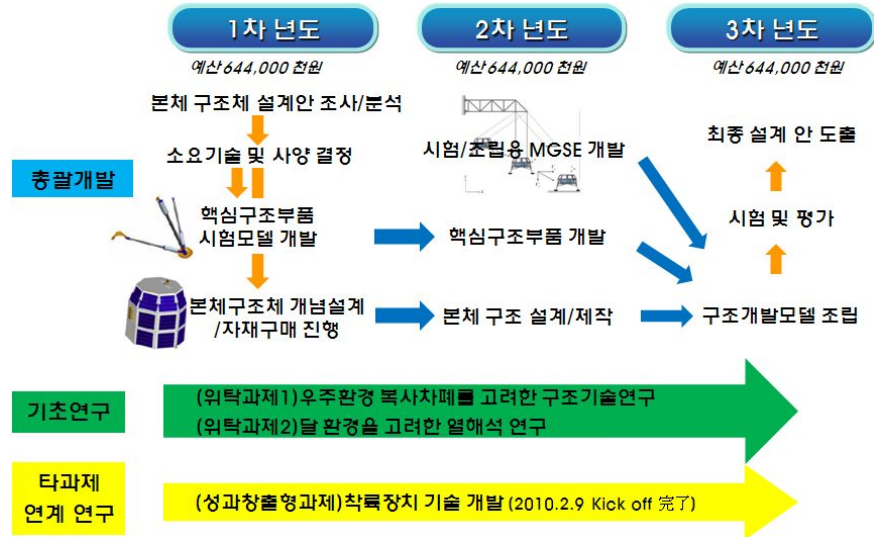 1차 년도
2차 년도
3차 년도
예산 644,000 천원
예산 644,000 천원
예산 644,000 천원
총괄개발
본체 구조체 설계안 조사/분석
소요기술 및 사양 결정
핵심구조부품
시험모델 개발
본체구조체 개념설계
/자재구매 진행
시험/조립용 MGSE 개발
핵심구조부품 개발
본체 구조 설계/제작
최종 설계 안 도출
시험 및 평가
구조개발모델 조립
기초연구
(위탁과제1)우주환경 복사차폐를 고려한 구조기술연구
(위탁과제2)달 환경을 고려한 열해석 연구
타과제
연계 연구
(성과창출형과제)착륙장치 기술 개발 (2010.2.9 Kick off 完了)